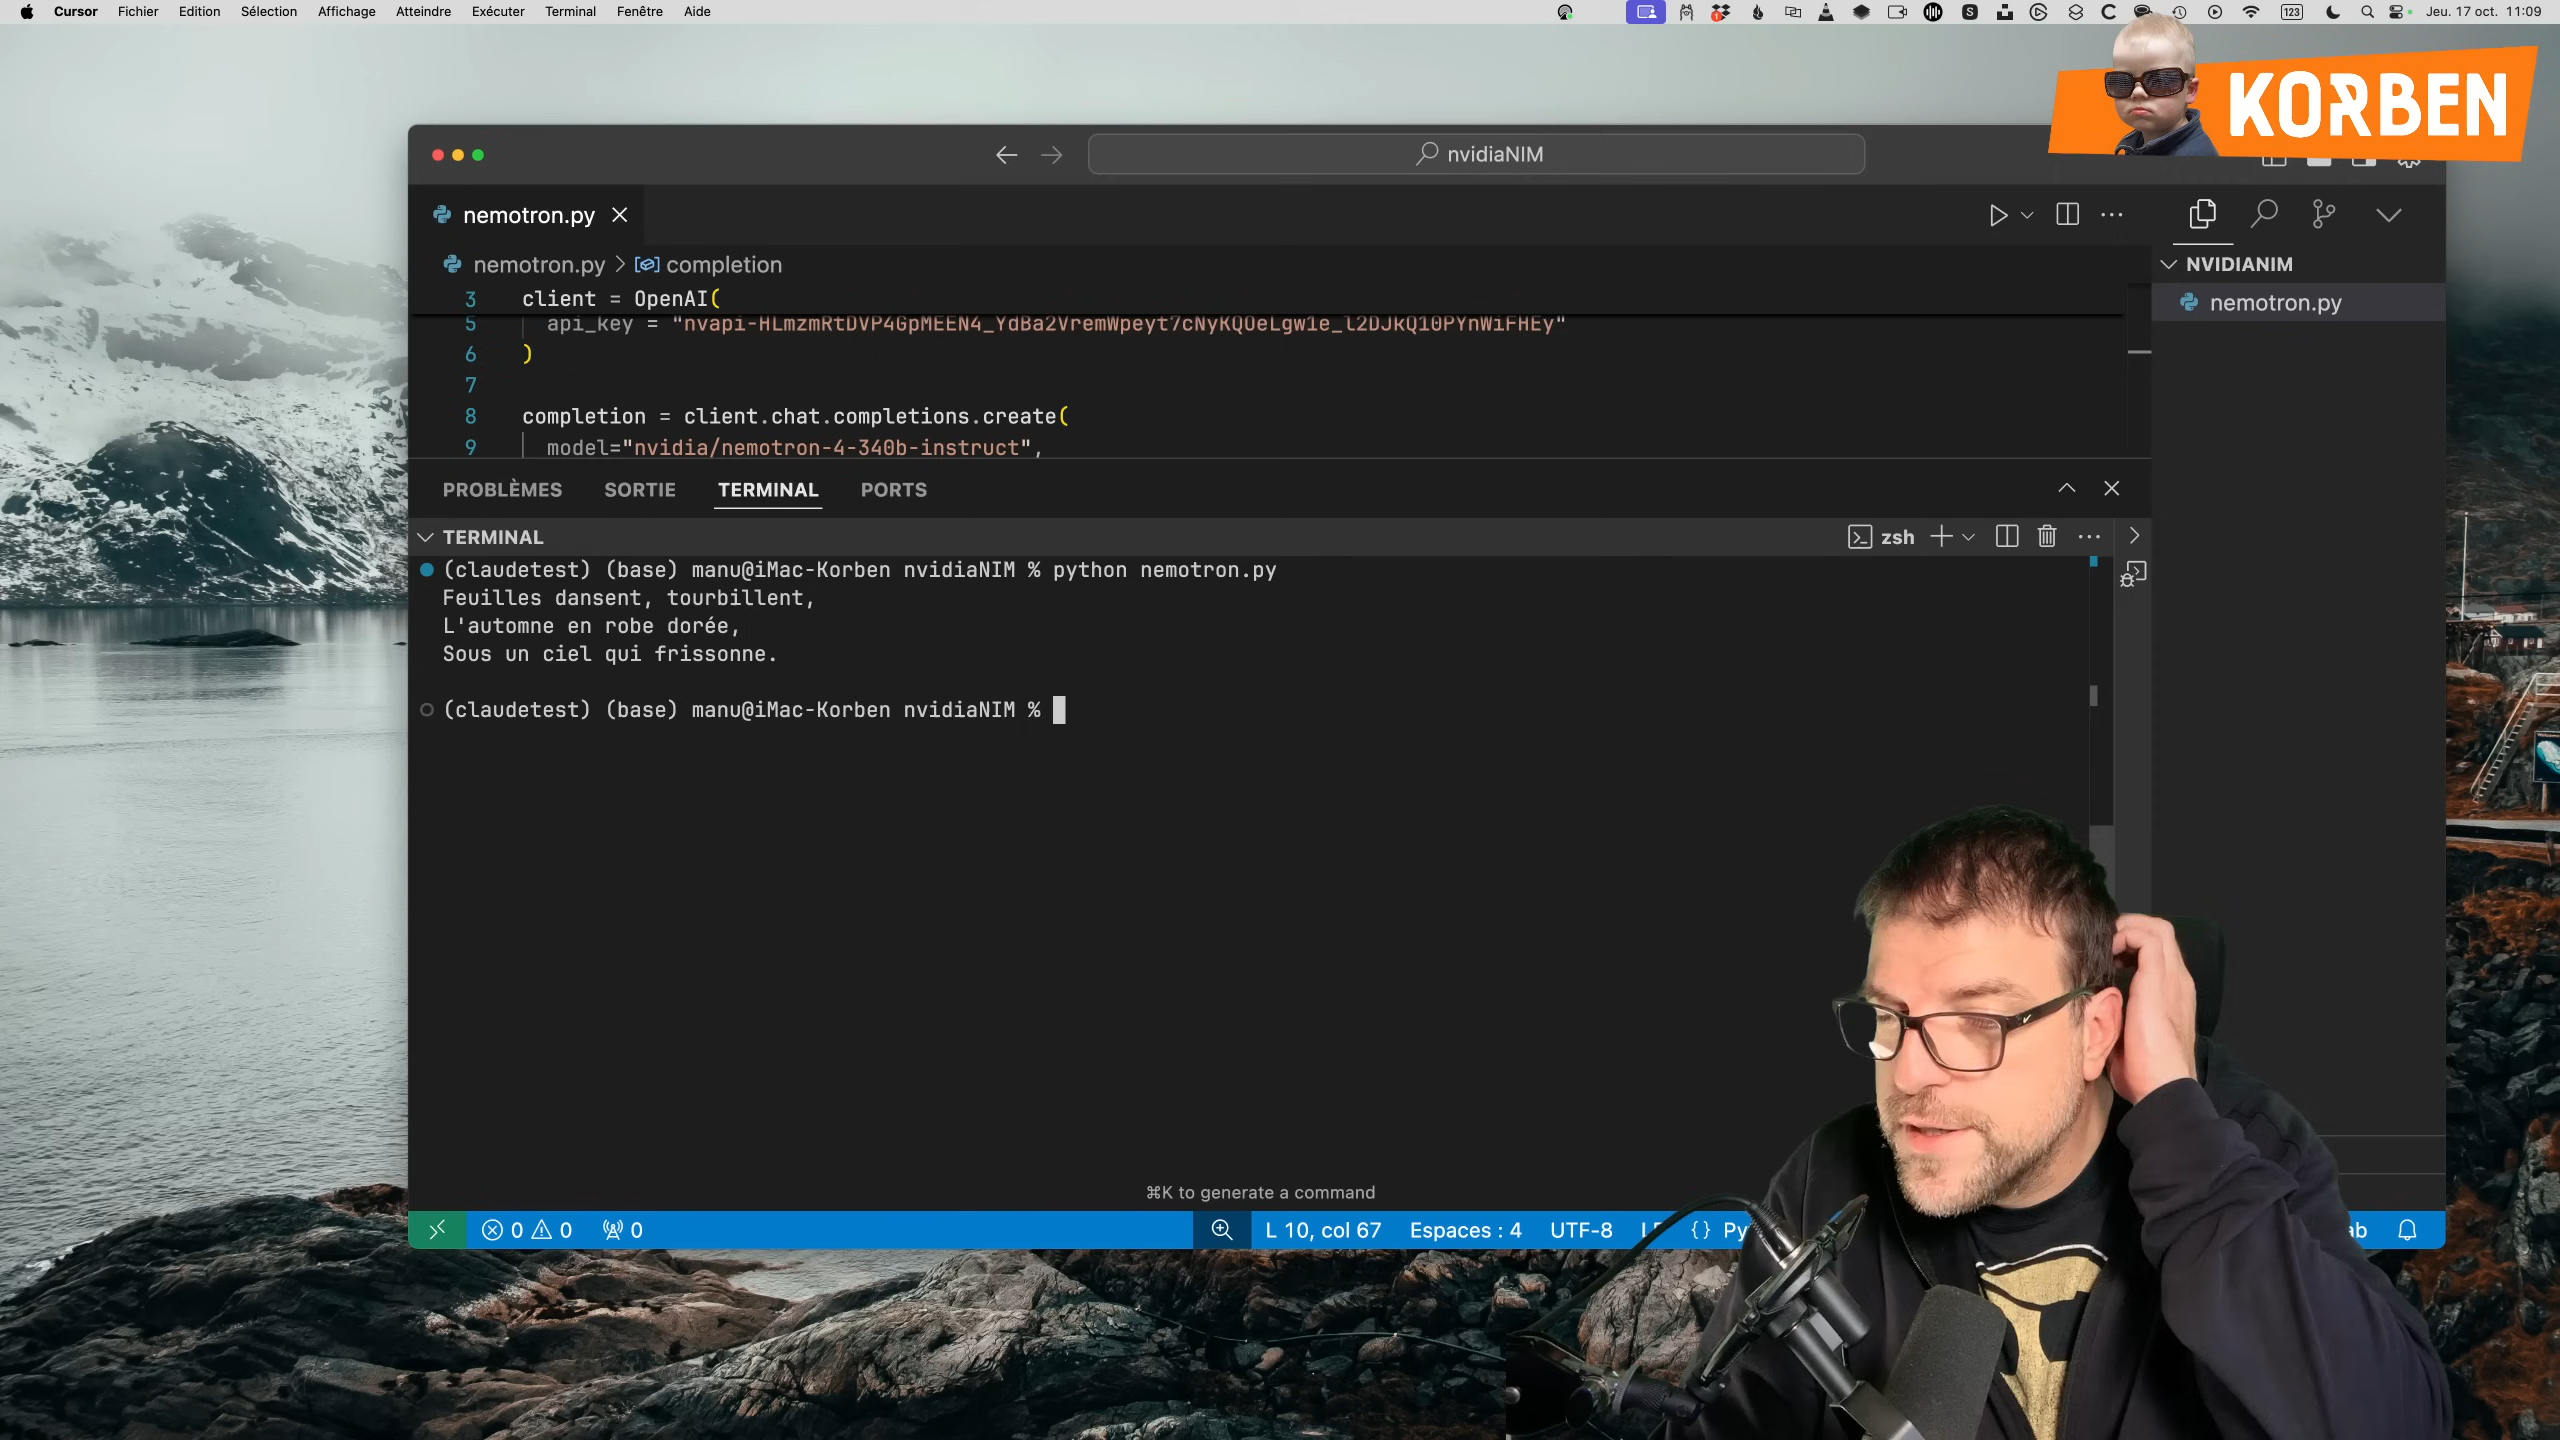 Cursor Fichier Edition Sélection Affichage Atteindre Exécuter Terminal Fenêtre Aide
123 Jeu. 17 oct. 11:09
KORBEN
nvidiaNIM
nemotron.py
nemotron.py > completion
NVIDIANIM
nemotron.py
3 client = OpenAI(
5 api_key =
6 )
7
8 completion = client.chat.completions.create(
9 model="nvidia/nemotron-4-340b-instruct",
PROBLÈMES SORTIE TERMINAL PORTS
TERMINAL
zsh
(claudetest) (base) manu@iMac-Korben nvidiaNIM % python nemotron.py
Feuilles dansent, tourbillent,
L'automne en robe dorée,
Sous un ciel qui frissonne.
(claudetest) (base) manu@iMac-Korben nvidiaNIM %
⌘K to generate a command
0 0 0
L 10, col 67 Espaces : 4 UTF-8 {} Py
ab